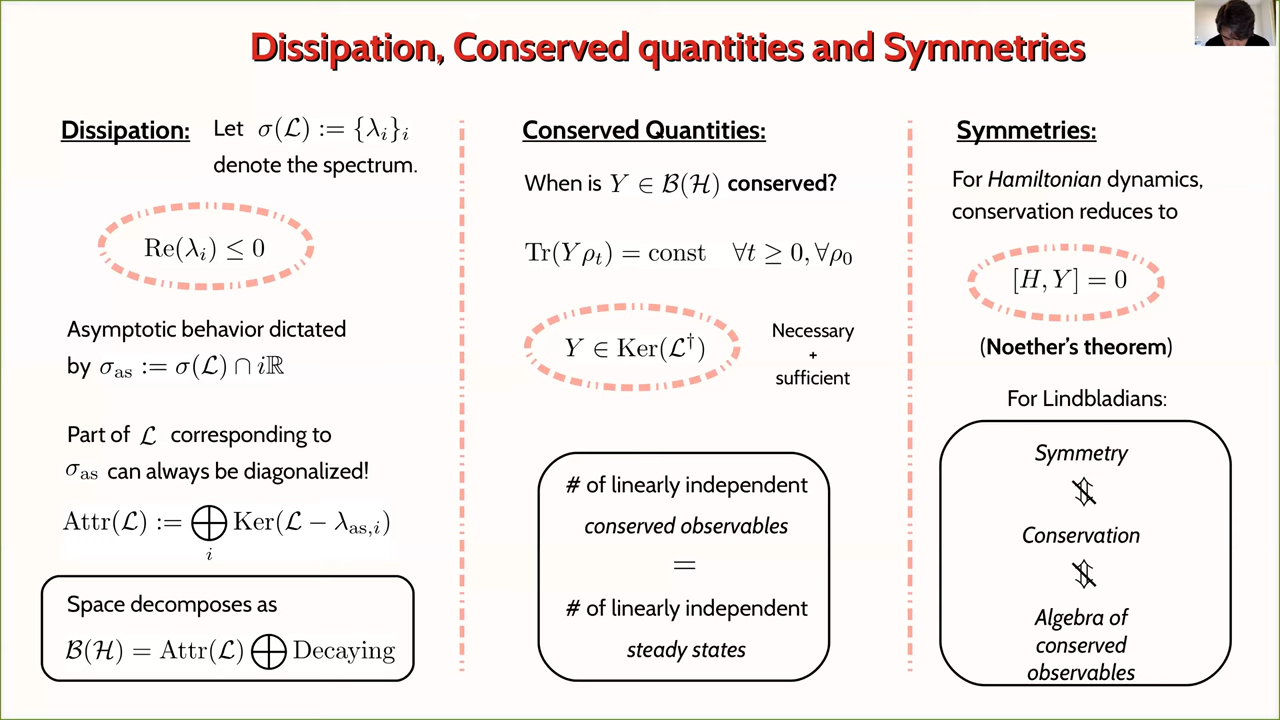 Dissipation, Conserved quantities and Symmetries
Dissipation: Let σ(ℒ) := {λᵢ}ᵢ
denote the spectrum.
Re(λᵢ) ≤ 0
Asymptotic behavior dictated
by σ_as := σ(ℒ) ∩ iℝ
Part of ℒ corresponding to
σ_as can always be diagonalized!
Attr(ℒ) := ⨁ᵢ Ker(ℒ − λ_as,i)
Space decomposes as
ℬ(ℋ) = Attr(ℒ) ⨁ Decaying
Conserved Quantities:
When is Y ∈ ℬ(ℋ) conserved?
Tr(Yρₜ) = const ∀t ≥ 0, ∀ρ₀
Y ∈ Ker(ℒ†)
Necessary
+
sufficient
# of linearly independent
conserved observables
=
# of linearly independent
steady states
Symmetries:
For Hamiltonian dynamics,
conservation reduces to
[H, Y] = 0
(Noether's theorem)
For Lindbladians:
Symmetry
⇕̸
Conservation
⇕̸
Algebra of
conserved
observables